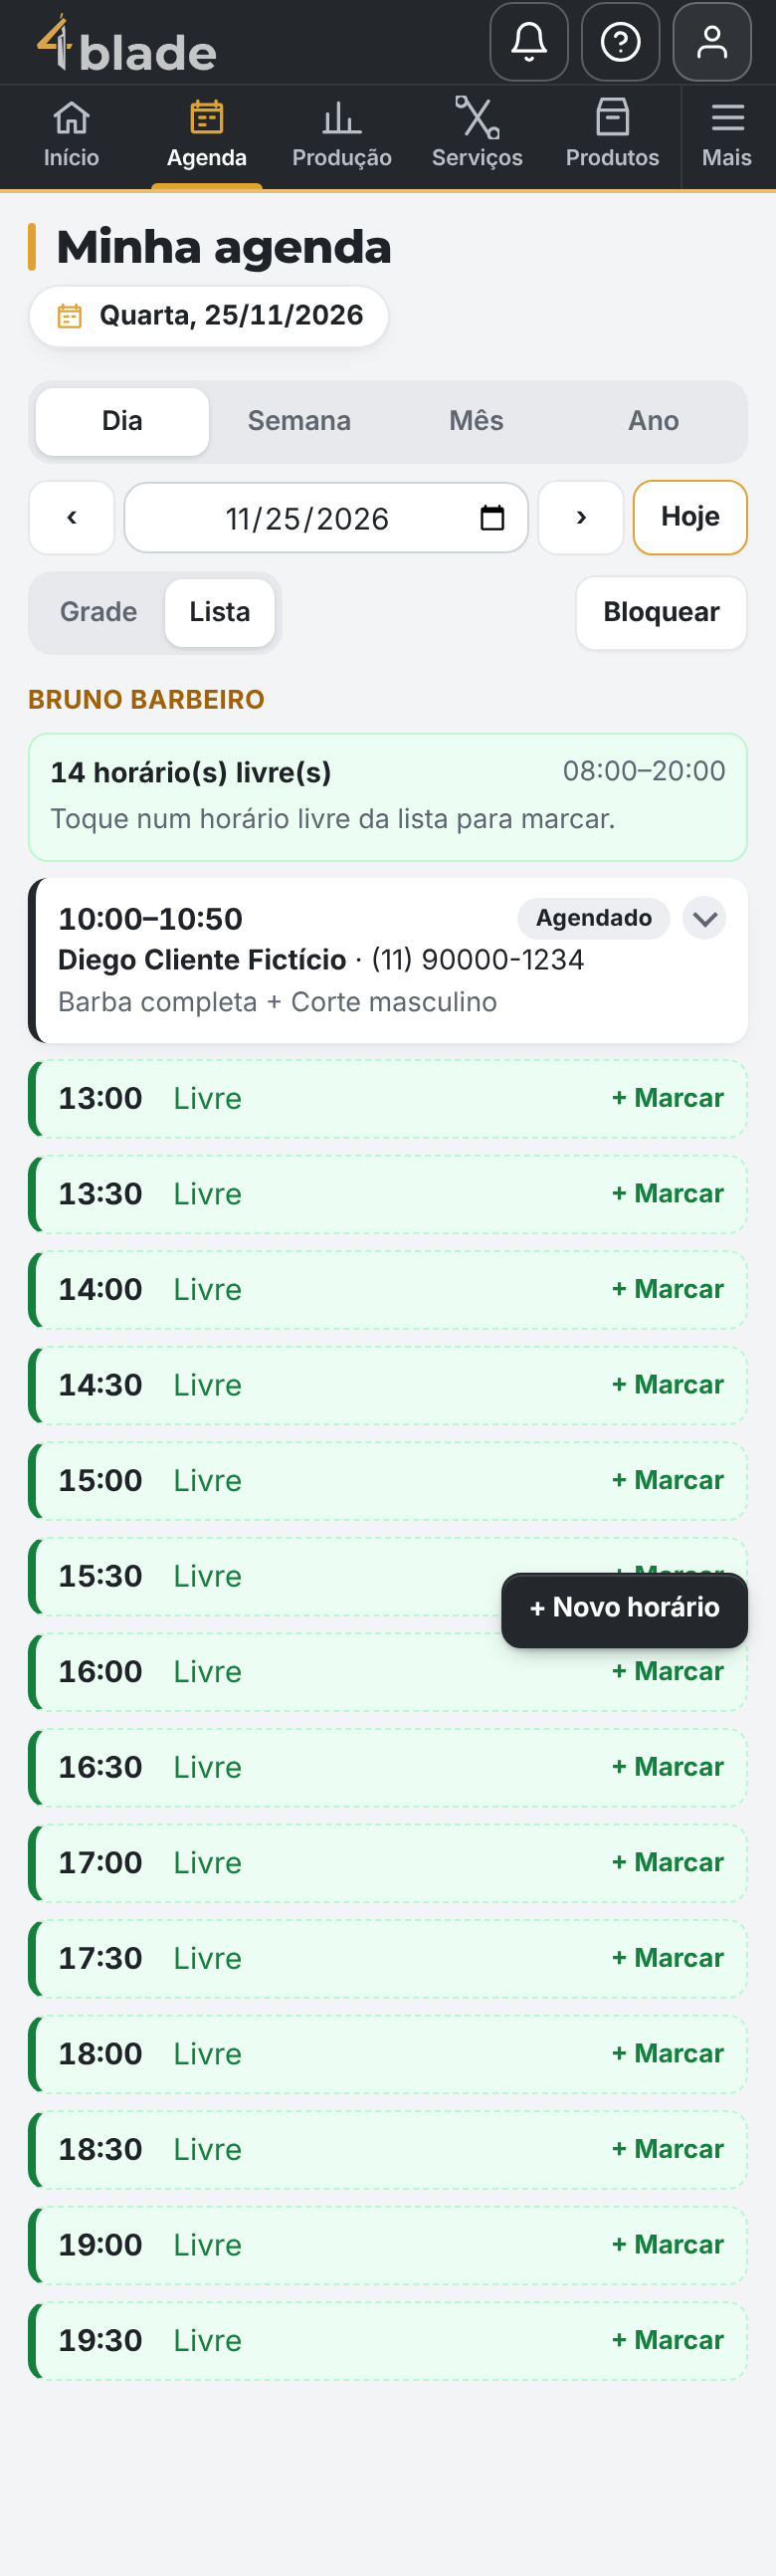 4blade
Início
Agenda
Produção
Serviços
Produtos
Mais
Minha agenda
Quarta, 25/11/2026
Dia
Semana
Mês
Ano
‹
11/25/2026
›
Hoje
Grade
Lista
Bloquear
BRUNO BARBEIRO
14 horário(s) livre(s)
08:00–20:00
Toque num horário livre da lista para marcar.
10:00–10:50
Agendado
Diego Cliente Fictício · (11) 90000-1234
Barba completa + Corte masculino
13:00 Livre + Marcar
13:30 Livre + Marcar
14:00 Livre + Marcar
14:30 Livre + Marcar
15:00 Livre + Marcar
15:30 Livre
+ Novo horário
16:00 Livre + Marcar
16:30 Livre + Marcar
17:00 Livre + Marcar
17:30 Livre + Marcar
18:00 Livre + Marcar
18:30 Livre + Marcar
19:00 Livre + Marcar
19:30 Livre + Marcar